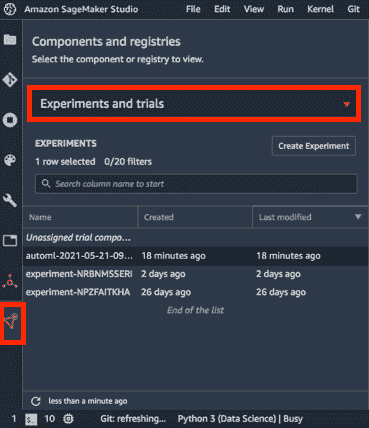 Amazon SageMaker Studio File Edit View Run Kernel Git
Components and registries
Select the component or registry to view.
Experiments and trials
EXPERIMENTS
Create Experiment
1 row selected 0/20 filters
Search column name to start
Name Created Last modified
Unassigned trial compo...
automl-2021-05-21-09... 18 minutes ago 18 minutes ago
experiment-NRBNMSSERI 2 days ago 2 days ago
experiment-NPZFAITKHA 26 days ago 26 days ago
End of the list
less than a minute ago
1 $_ 10 Git: refreshing... Python 3 (Data Science) | Busy